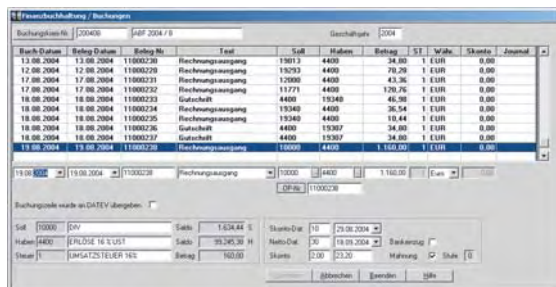 Finanzbuchhaltung / Buchungen
Buchungskreis-Nr. 200408 ABF 2004 / 8 Geschäftsjahr 2004
Buch-Datum Beleg-Datum Beleg-Nr Text Soll Haben Betrag ST Währ. Skonto Journal
13.08.2004 13.08.2004 11000230 Rechnungsausgang 19013 4400 34,80 1 EUR 0,00
12.08.2004 12.08.2004 Rechnungsausgang 19293 4400 1 EUR 0,00
17.08.2004 17.08.2004 Rechnungsausgang 12000 4400 43,36 1 EUR 0,00
17.08.2004 17.08.2004 11000232 Rechnungsausgang 11771 4400 120,76 1 EUR 0,00
18.08.2004 18.08.2004 11000233 Gutschrift 4400 19340 46,98 1 EUR 0,00
18.08.2004 18.08.2004 11000234 Rechnungsausgang 19340 4400 36,54 1 EUR 0,00
18.08.2004 18.08.2004 11000235 Rechnungsausgang 19340 4400 10,44 1 EUR 0,00
18.08.2004 18.08.2004 11000236 Gutschrift 4400 19307 34,80 1 EUR 0,00
18.08.2004 18.08.2004 11000237 Gutschrift 4400 19307 34,80 1 EUR 0,00
19.08.2004 19.08.2004 11000238 Rechnungsausgang 10000 4400 1.160,00 1 EUR 0,00
19.08.2004 19.08.2004 11000238 Rechnungsausgang 10000 4400 1.160,00 Euro 0,00
OP-Nr. 11000238
Buchungszeile wurde an DATEV übergeben
Soll 10000 DIV Saldo 1.634,44 S Skonto-Dat. 10 29.08.2004
Haben 4400 ERLÖSE 16 % UST Saldo 99.245,30 H Netto-Dat. 30 18.09.2004 Bankeinzug
Steuer 1 UMSATZSTEUER 16% Betrag 160,00 Skonto 2,00 23,20 Mahnung Stufe 0
Abbrechen Beenden Hilfe